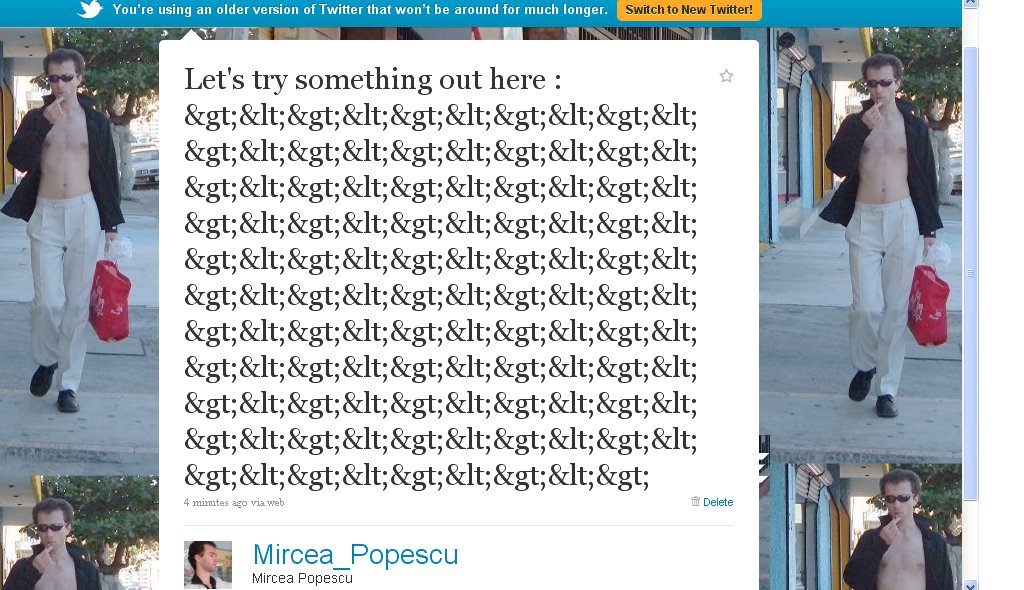 You're using an older version of Twitter that won't be around for much longer. Switch to New Twitter!
Let's try something out here :
&gt;&lt;&gt;&lt;&gt;&lt;&gt;&lt;&gt;&lt;
&gt;&lt;&gt;&lt;&gt;&lt;&gt;&lt;&gt;&lt;
&gt;&lt;&gt;&lt;&gt;&lt;&gt;&lt;&gt;&lt;
&gt;&lt;&gt;&lt;&gt;&lt;&gt;&lt;&gt;&lt;
&gt;&lt;&gt;&lt;&gt;&lt;&gt;&lt;&gt;&lt;
&gt;&lt;&gt;&lt;&gt;&lt;&gt;&lt;&gt;&lt;
&gt;&lt;&gt;&lt;&gt;&lt;&gt;&lt;&gt;&lt;
&gt;&lt;&gt;&lt;&gt;&lt;&gt;&lt;&gt;&lt;
&gt;&lt;&gt;&lt;&gt;&lt;&gt;&lt;&gt;&lt;
&gt;&lt;&gt;&lt;&gt;&lt;&gt;&lt;&gt;&lt;
&gt;&lt;&gt;&lt;&gt;&lt;&gt;&lt;&gt;
4 minutes ago via web Delete
Mircea_Popescu
Mircea Popescu